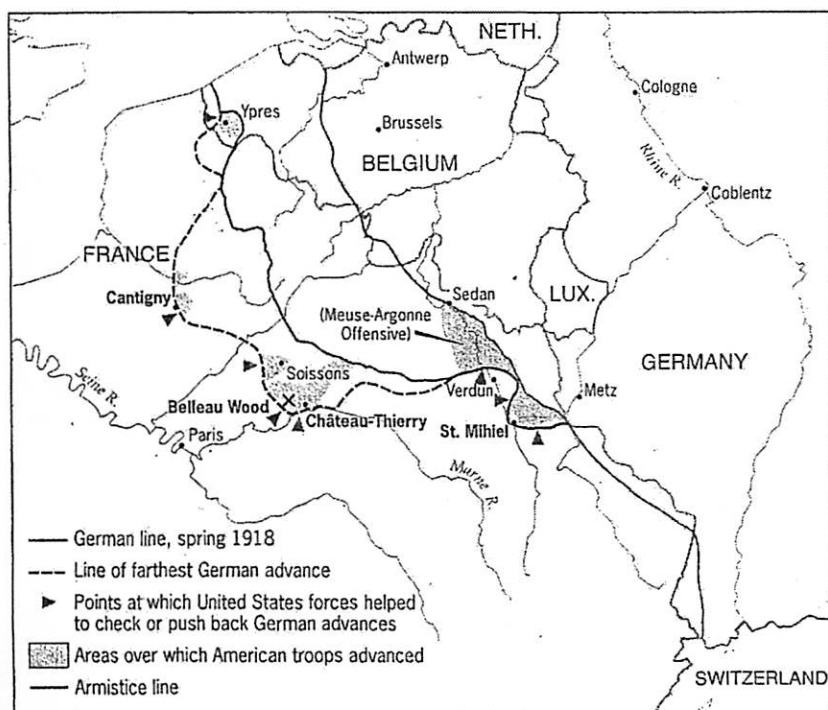 NETH.
Antwerp
Cologne
Ypres
Brussels
BELGIUM
Rhine R.
Coblentz
FRANCE
Cantigny
Sedan
LUX.
(Meuse-Argonne
Offensive)
GERMANY
Seine R.
Soissons
Verdun
Metz
Belleau Wood
Château-Thierry
St. Mihiel
Paris
Marne R.
German line, spring 1918
Line of farthest German advance
Points at which United States forces helped
to check or push back German advances
Areas over which American troops advanced
Armistice line
SWITZERLAND